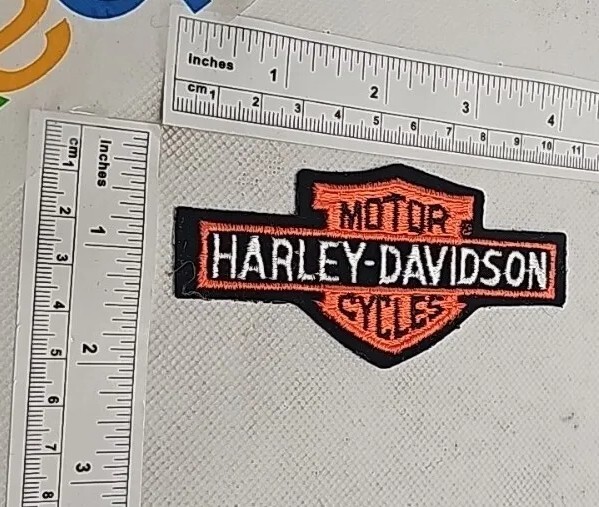 Inches 1 2 3 4
cm 1 2 3 4 5 6 7 8 9 10 11
cm 1 2 3 4 5 6 7 8
Inches 1 2 3
MOTOR
HARLEY-DAVIDSON
CYCLES